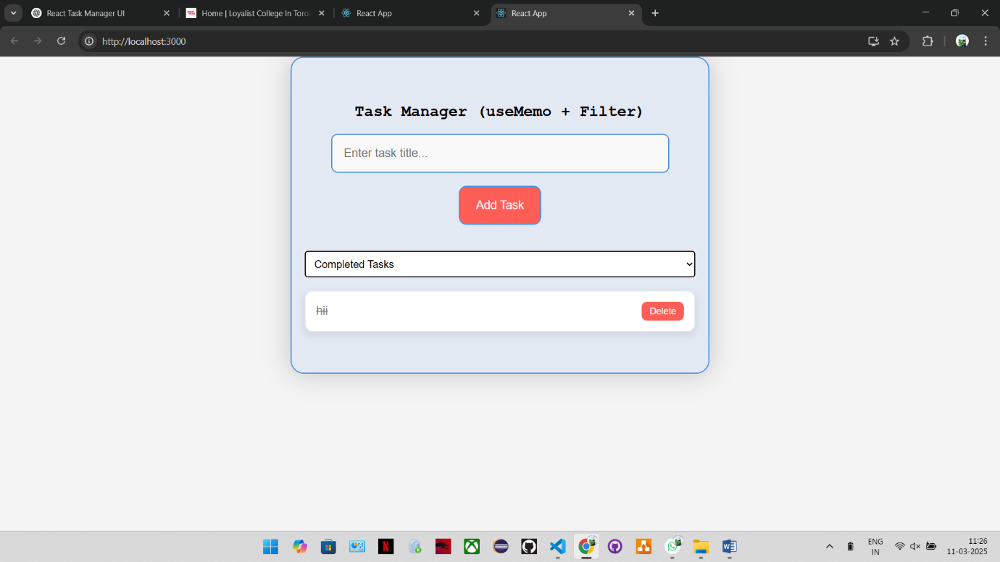 React Task Manager UI
Home | Loyalist College In Toro
React App
React App
http://localhost:3000
Task Manager (useMemo + Filter)
Enter task title...
Add Task
Completed Tasks
hii
Delete
ENG
IN
11:26
11-03-2025